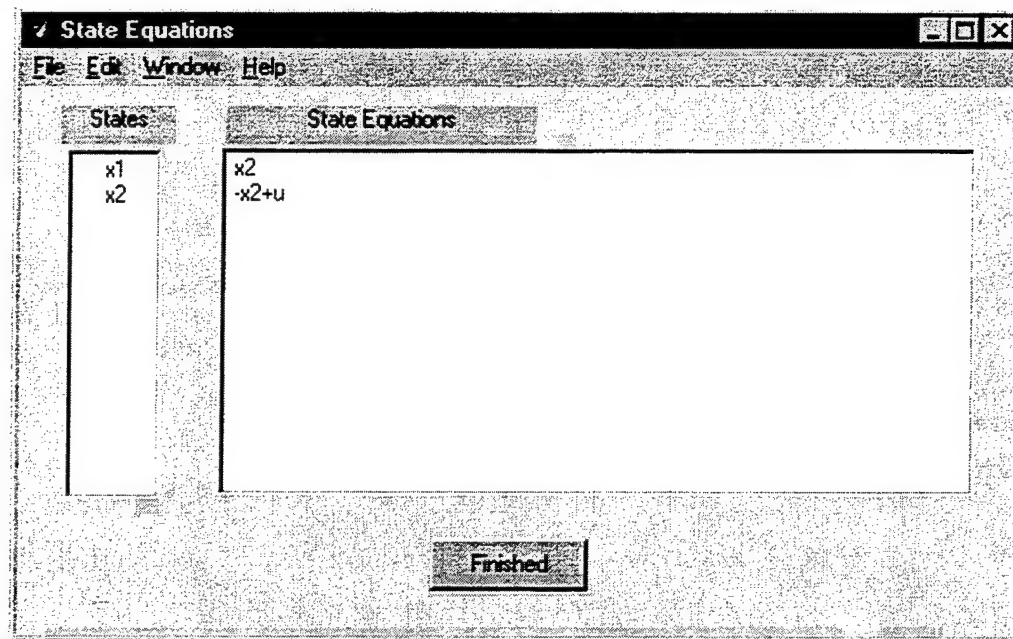 State Equations
File Edit Window Help
States State Equations
x1 x2
x2 -x2+u
Finished